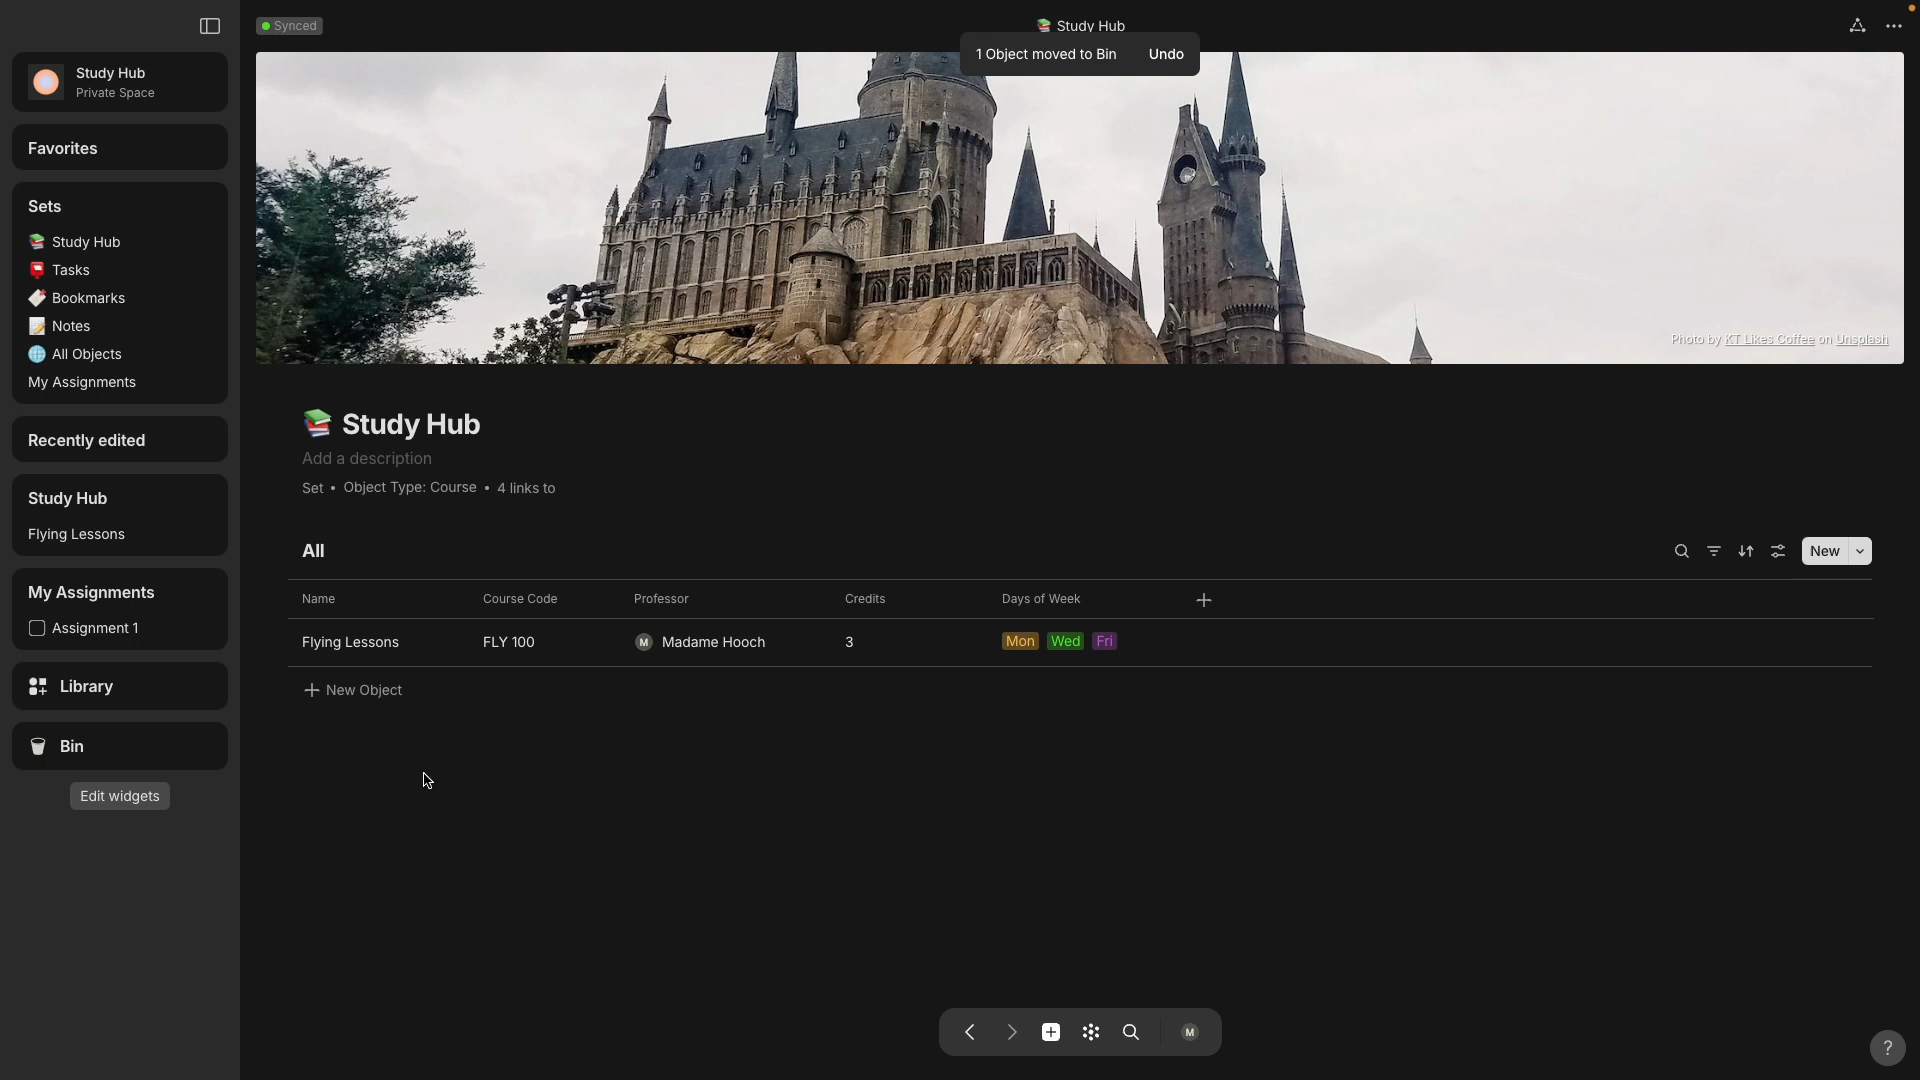 Synced
📚 Study Hub
1 Object moved to Bin Undo
Study Hub
Private Space
Favorites
Sets
Study Hub
Tasks
Bookmarks
Notes
All Objects
My Assignments
Recently edited
Study Hub
Flying Lessons
My Assignments
Assignment 1
Library
Bin
Edit widgets
Photo by KT Likes Coffee on Unsplash
Study Hub
Add a description
Set • Object Type: Course • 4 links to
All
New
Name Course Code Professor Credits Days of Week
Flying Lessons FLY 100 M Madame Hooch 3 Mon Wed Fri
New Object
M
?